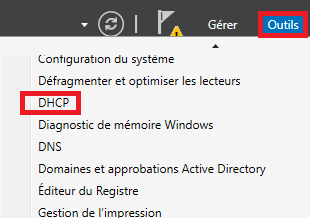 Gérer Outils
Configuration du système
Défragmenter et optimiser les lecteurs
DHCP
Diagnostic de mémoire Windows
DNS
Domaines et approbations Active Directory
Éditeur du Registre
Gestion de l'impression